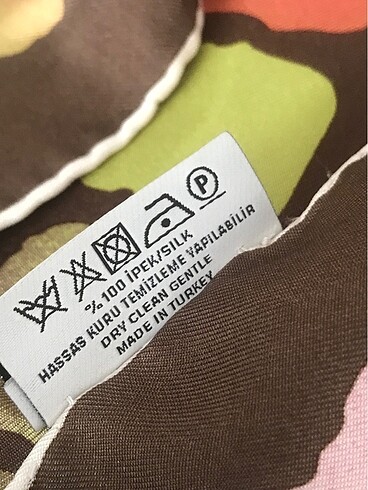 P
% 100 İPEK/SILK
HASSAS KURU TEMİZLEME YAPILABİLİR
DRY CLEAN GENTLE
MADE IN TURKEY